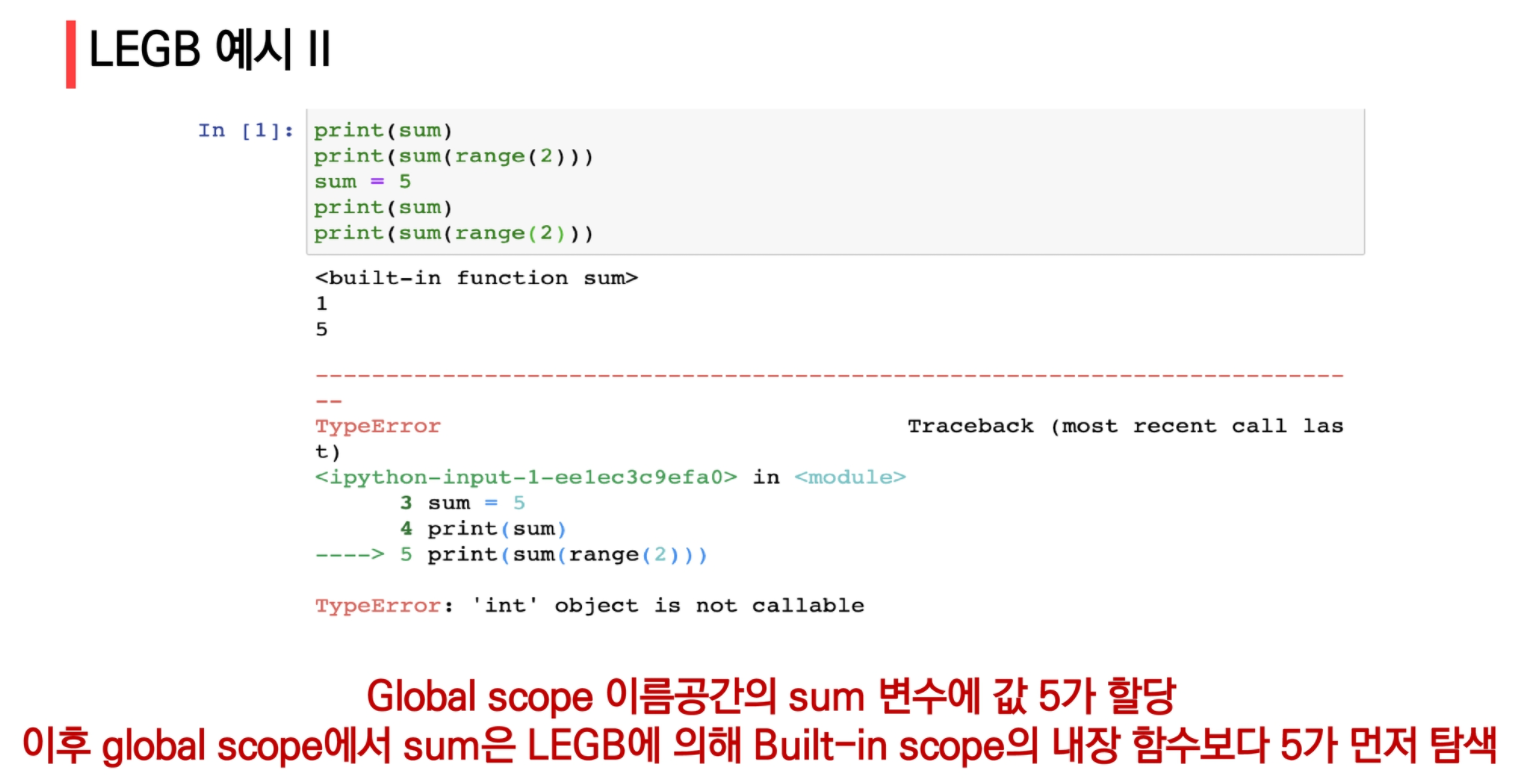 LEGB 예시 II
In [1]: print(sum)
print(sum(range(2)))
sum = 5
print(sum)
print(sum(range(2)))
<built-in function sum>
1
5
---------------------------------------------------------------------------
--
TypeError                                 Traceback (most recent call las
t)
<ipython-input-1-ee1ec3c9efa0> in <module>
      3 sum = 5
      4 print(sum)
----> 5 print(sum(range(2)))
TypeError: 'int' object is not callable
Global scope 이름공간의 sum 변수에 값 5가 할당
이후 global scope에서 sum은 LEGB에 의해 Built-in scope의 내장 함수보다 5가 먼저 탐색